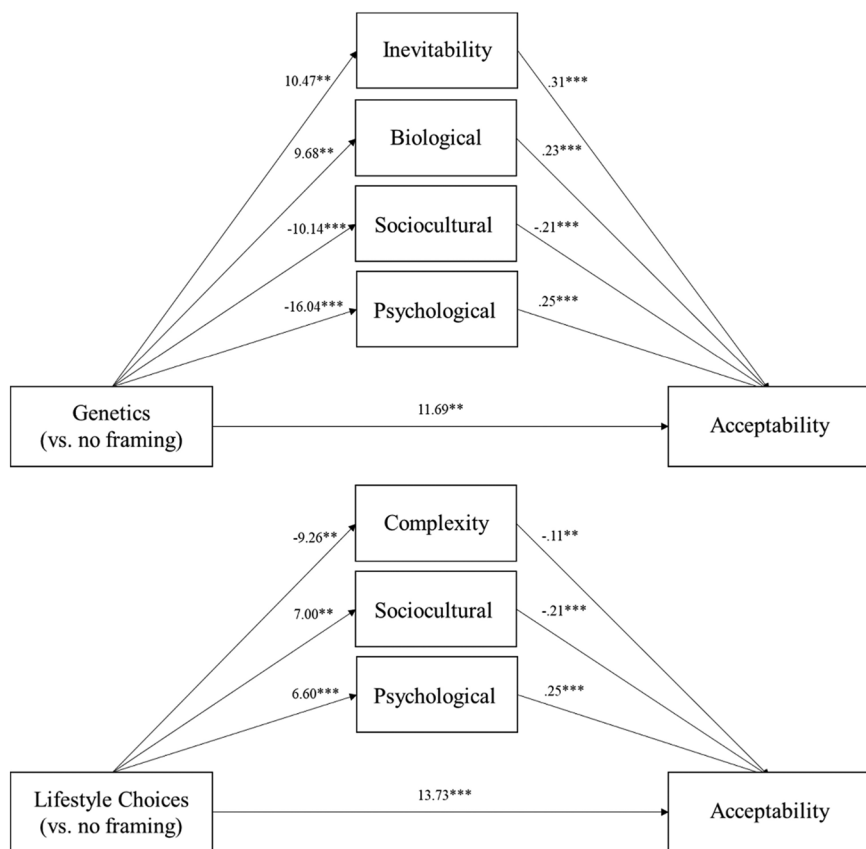 Inevitability
10.47**
.31***
Biological
9.68**
.23***
Sociocultural
-10.14***
-.21***
Psychological
-16.04***
.25***
Genetics
(vs. no framing)
11.69**
Acceptability
Complexity
-9.26**
-.11**
Sociocultural
7.00**
-.21***
Psychological
6.60***
.25***
Lifestyle Choices
(vs. no framing)
13.73***
Acceptability